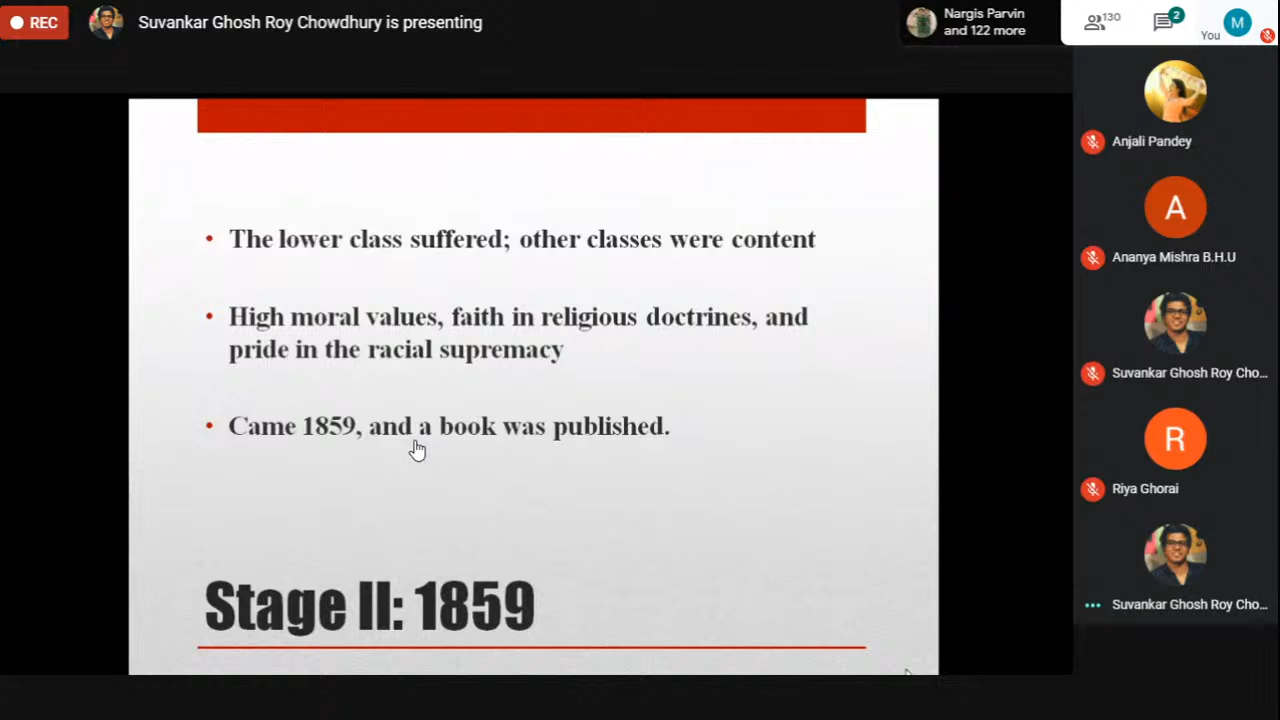 REC
Suvankar Ghosh Roy Chowdhury is presenting
Nargis Parvin
and 122 more
130
2
You
M
Anjali Pandey
A
Ananya Mishra B.H.U
Suvankar Ghosh Roy Cho...
R
Riya Ghorai
Suvankar Ghosh Roy Cho...
• The lower class suffered; other classes were content
• High moral values, faith in religious doctrines, and
pride in the racial supremacy
• Came 1859, and a book was published.
Stage II: 1859